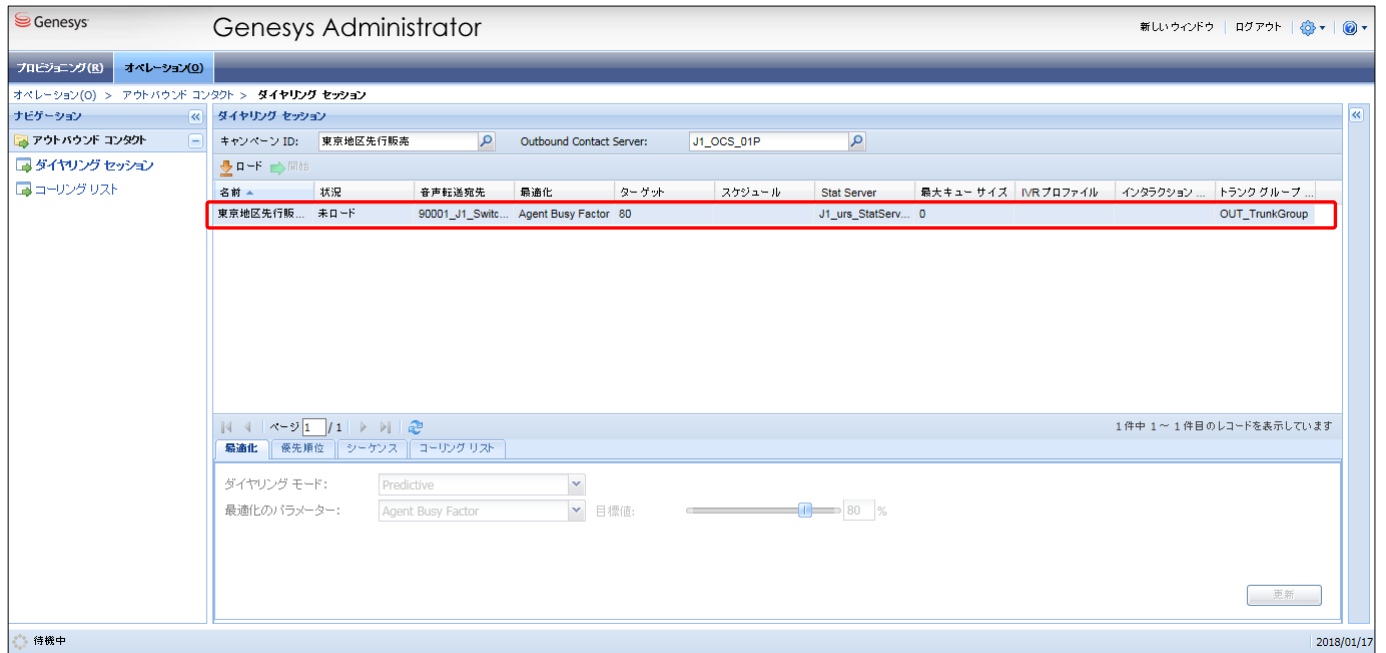 Genesys
Genesys Administrator
新しいウィンドウ ログアウト
プロビジョニング(R) オペレーション(O)
オペレーション(O) > アウトバウンド コンタクト > ダイヤリング セッション
ナビゲーション
アウトバウンド コンタクト
ダイヤリング セッション
コーリング リスト
ダイヤリング セッション
キャンペーン ID: 東京地区先行販売 Outbound Contact Server: J1_OCS_01P
ロード 開始
名前 状況 音声転送宛先 最適化 ターゲット スケジュール Stat Server 最大キュー サイズ IVR プロファイル インタラクション ... トランク グループ ...
東京地区先行販... 未ロード 90001_J1_Switc... Agent Busy Factor 80 J1_urs_StatServ... 0 OUT_TrunkGroup
ページ 1 / 1
1 件中 1 ~ 1 件目のレコードを表示しています
最適化 優先順位 シーケンス コーリング リスト
ダイヤリング モード: Predictive
最適化のパラメーター: Agent Busy Factor 目標値: 80 %
更新
待機中
2018/01/17